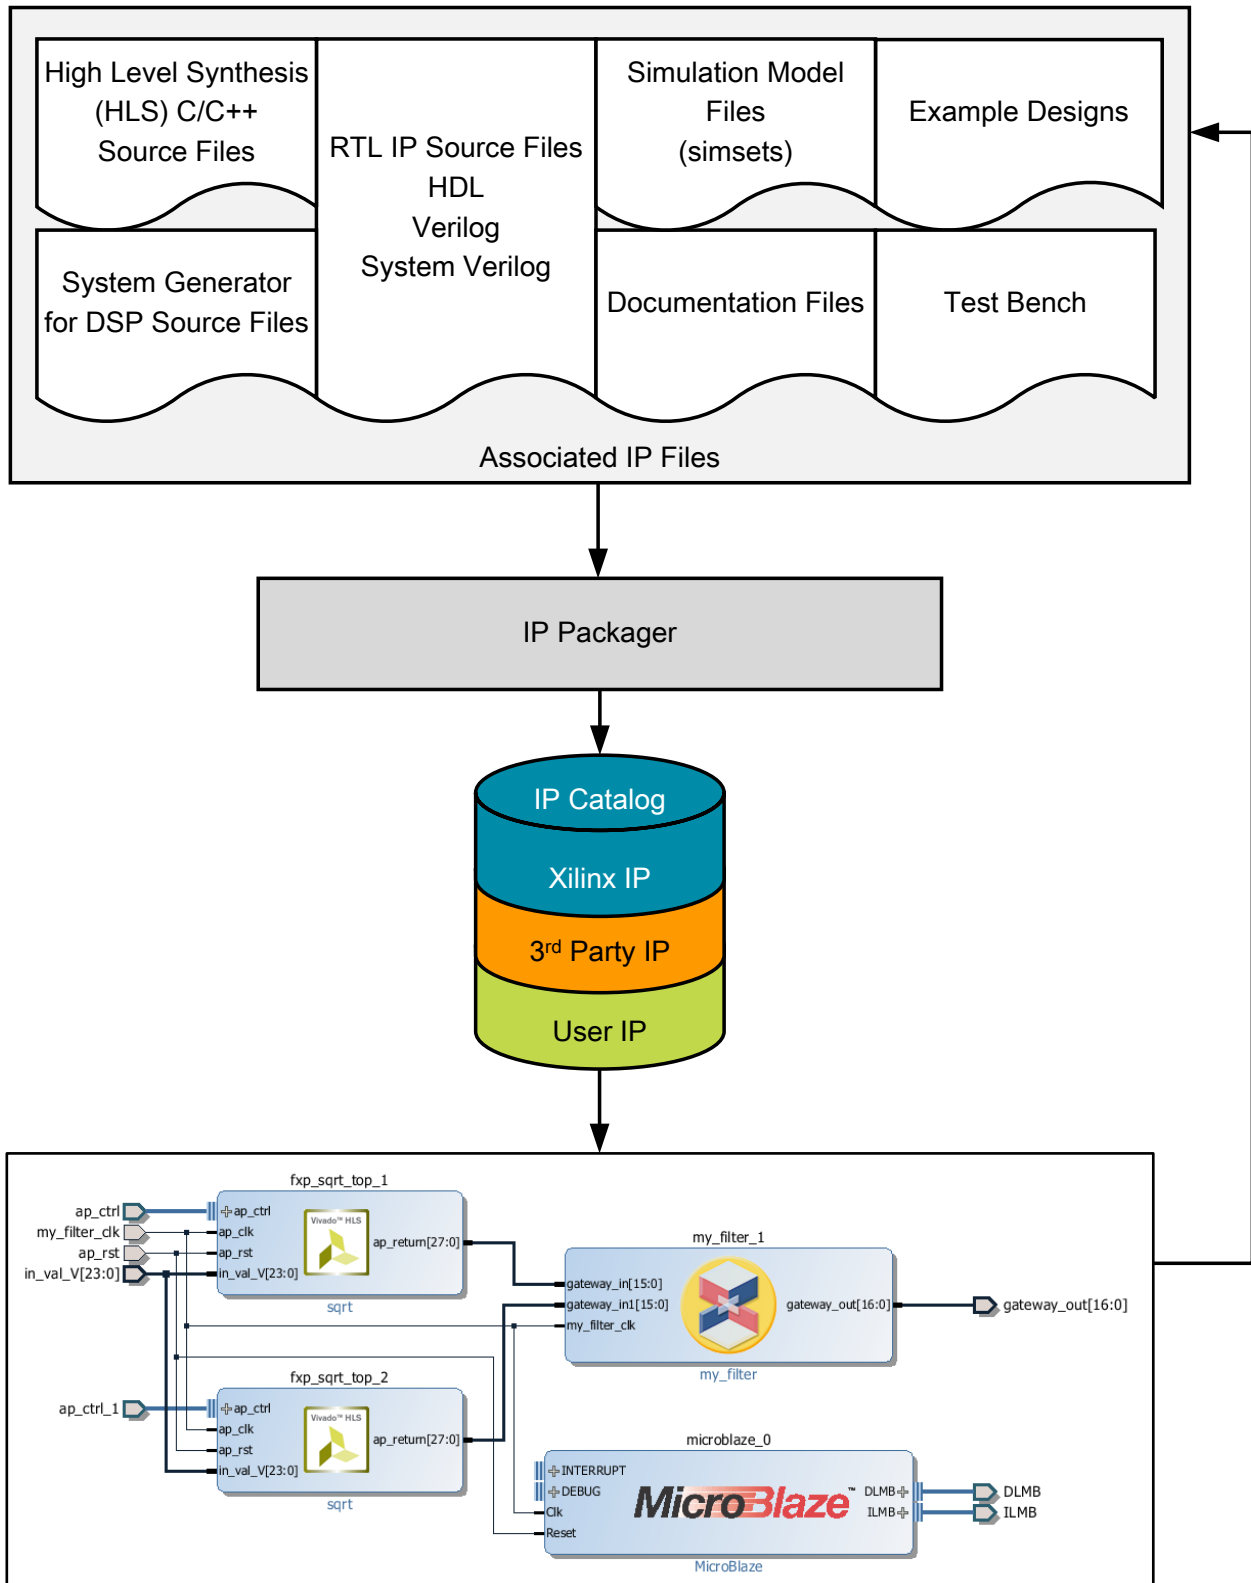 High Level Synthesis
(HLS) C/C++
Source Files
RTL IP Source Files
HDL
Verilog
System Verilog
Simulation Model
Files
(simsets)
Example Designs
System Generator
for DSP Source Files
Documentation Files
Test Bench
Associated IP Files
IP Packager
IP Catalog
Xilinx IP
3rd Party IP
User IP
fxp_sqrt_top_1
ap_ctrl
my_filter_clk
ap_rst
in_val_V[23:0]
ap_ctrl
ap_clk
ap_rst
in_val_V[23:0]
Vivado™ HLS
ap_return[27:0]
sqrt
my_filter_1
gateway_in[15:0]
gateway_in1[15:0]
my_filter_clk
gateway_out[16:0]
my_filter
gateway_out[16:0]
fxp_sqrt_top_2
ap_ctrl_1
ap_ctrl
ap_clk
ap_rst
in_val_V[23:0]
Vivado™ HLS
ap_return[27:0]
sqrt
microblaze_0
INTERRUPT
DEBUG
Clk
Reset
MicroBlaze™
DLMB
ILMB
MicroBlaze
DLMB
ILMB